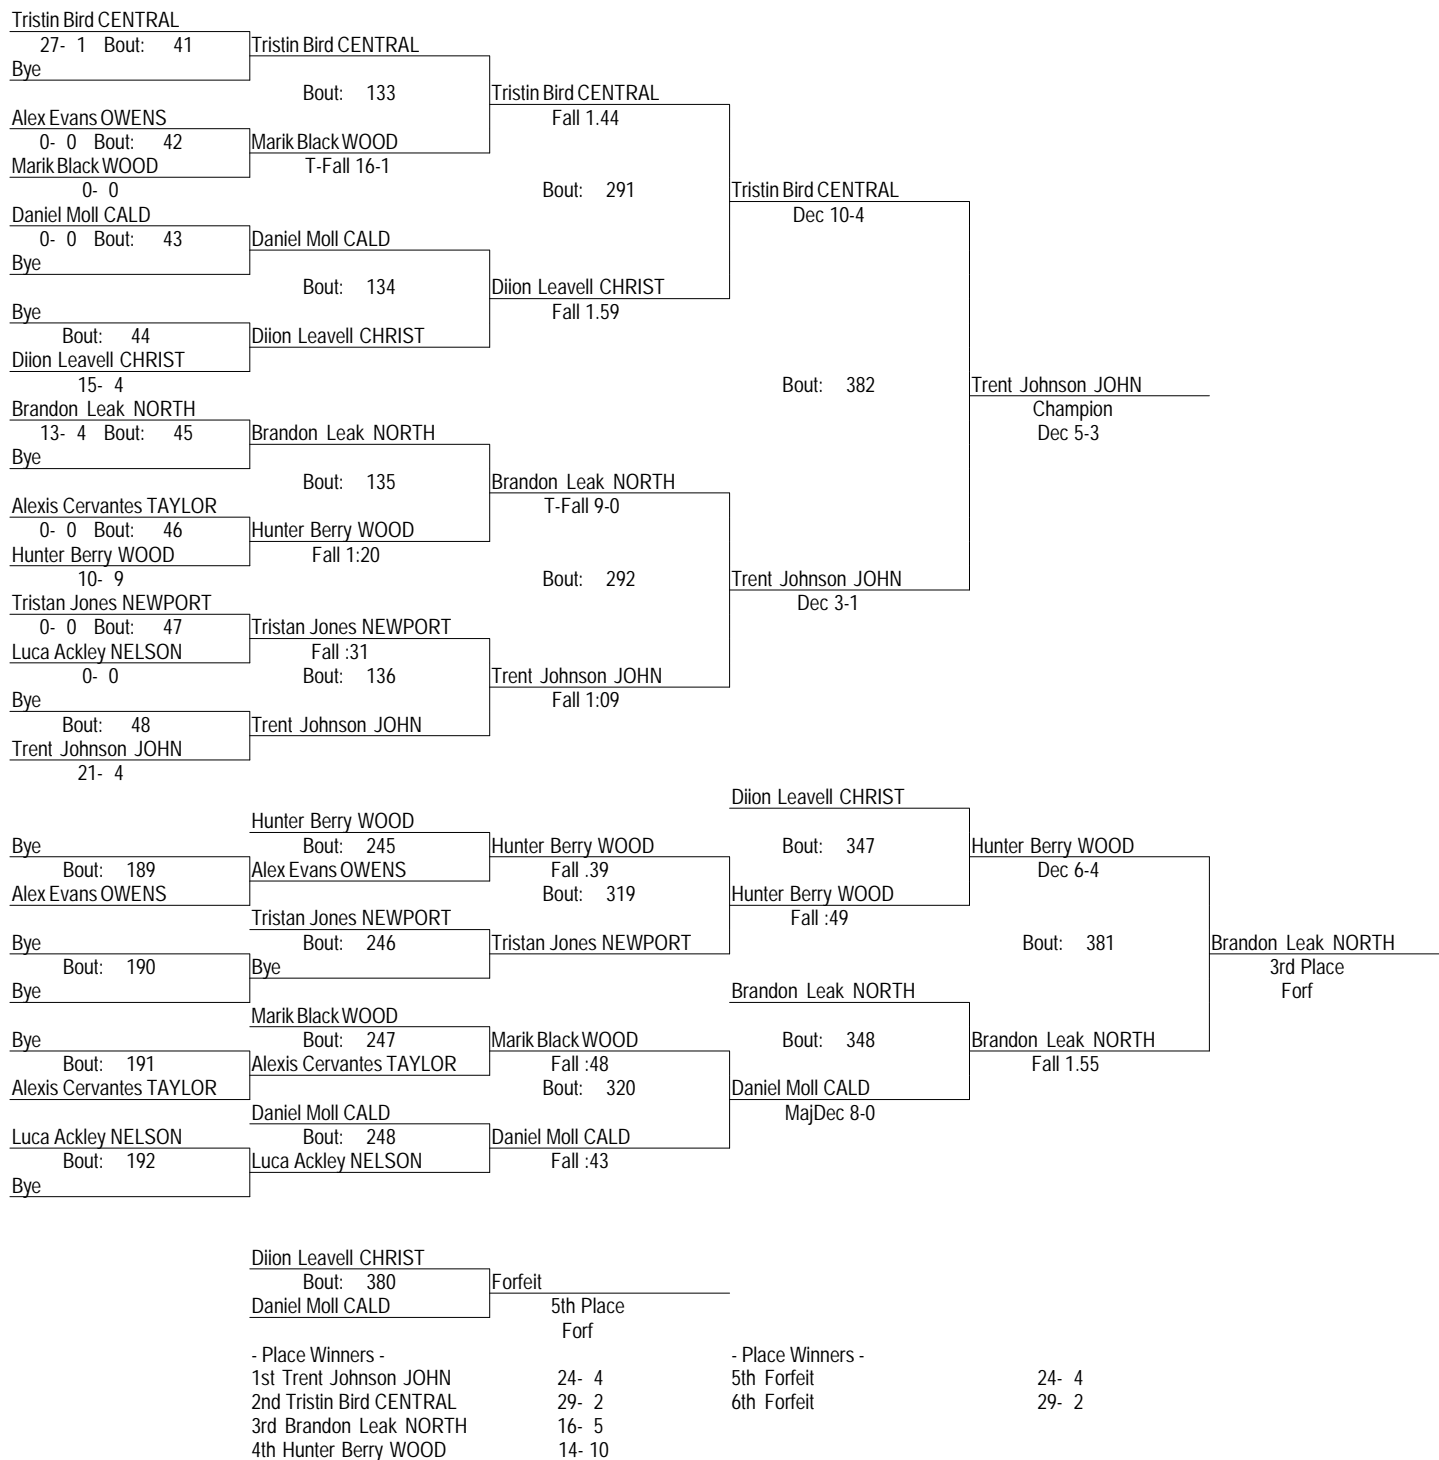 Tristin Bird CENTRAL
27- 1 Bout: 41 Tristin Bird CENTRAL
Bye
Bout: 133 Tristin Bird CENTRAL
Alex Evans OWENS Fall 1.44
0- 0 Bout: 42 Marik Black WOOD
Marik Black WOOD T-Fall 16-1
0- 0 Bout: 291 Tristin Bird CENTRAL
Daniel Moll CALD Dec 10-4
0- 0 Bout: 43 Daniel Moll CALD
Bye
Bout: 134 Diion Leavell CHRIST
Bye Fall 1.59
Bout: 44 Diion Leavell CHRIST
Diion Leavell CHRIST
15- 4 Bout: 382 Trent Johnson JOHN
Brandon Leak NORTH Champion
13- 4 Bout: 45 Brandon Leak NORTH Dec 5-3
Bye
Bout: 135 Brandon Leak NORTH
Alexis Cervantes TAYLOR T-Fall 9-0
0- 0 Bout: 46 Hunter Berry WOOD
Hunter Berry WOOD Fall 1:20
10- 9 Bout: 292 Trent Johnson JOHN
Tristan Jones NEWPORT Dec 3-1
0- 0 Bout: 47 Tristan Jones NEWPORT
Luca Ackley NELSON Fall :31
0- 0 Bout: 136 Trent Johnson JOHN
Bye Fall 1:09
Bout: 48 Trent Johnson JOHN
Trent Johnson JOHN
21- 4
Diion Leavell CHRIST
Hunter Berry WOOD
Bye Bout: 245 Hunter Berry WOOD Bout: 347 Hunter Berry WOOD
Bout: 189 Alex Evans OWENS Fall .39 Dec 6-4
Alex Evans OWENS Bout: 319 Hunter Berry WOOD
Tristan Jones NEWPORT Fall :49
Bye Bout: 246 Tristan Jones NEWPORT Bout: 381 Brandon Leak NORTH
Bout: 190 Bye 3rd Place
Bye Brandon Leak NORTH Forf
Marik Black WOOD
Bye Bout: 247 Marik Black WOOD Bout: 348 Brandon Leak NORTH
Bout: 191 Alexis Cervantes TAYLOR Fall :48 Fall 1.55
Alexis Cervantes TAYLOR Bout: 320 Daniel Moll CALD
Daniel Moll CALD MajDec 8-0
Luca Ackley NELSON Bout: 248 Daniel Moll CALD
Bout: 192 Luca Ackley NELSON Fall :43
Bye
Diion Leavell CHRIST
Bout: 380 Forfeit
Daniel Moll CALD 5th Place
Forf
- Place Winners - - Place Winners -
1st Trent Johnson JOHN 24- 4 5th Forfeit 24- 4
2nd Tristin Bird CENTRAL 29- 2 6th Forfeit 29- 2
3rd Brandon Leak NORTH 16- 5
4th Hunter Berry WOOD 14- 10